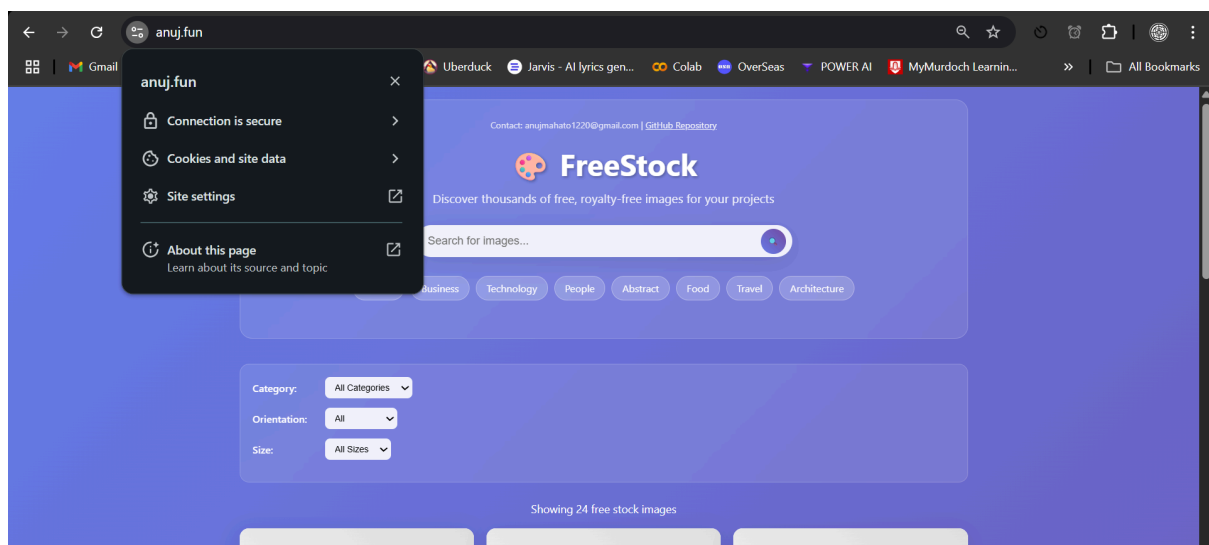 anuj.fun
Gmail
Uberduck
Jarvis - AI lyrics gen...
Colab
OverSeas
POWER AI
MyMurdoch Learnin...
»
All Bookmarks
anuj.fun
Connection is secure
Cookies and site data
Site settings
About this page
Learn about its source and topic
Contact: anujmahato1220@gmail.com | GitHub Repository
FreeStock
Discover thousands of free, royalty-free images for your projects
Search for images...
Business
Technology
People
Abstract
Food
Travel
Architecture
Category: All Categories
Orientation: All
Size: All Sizes
Showing 24 free stock images